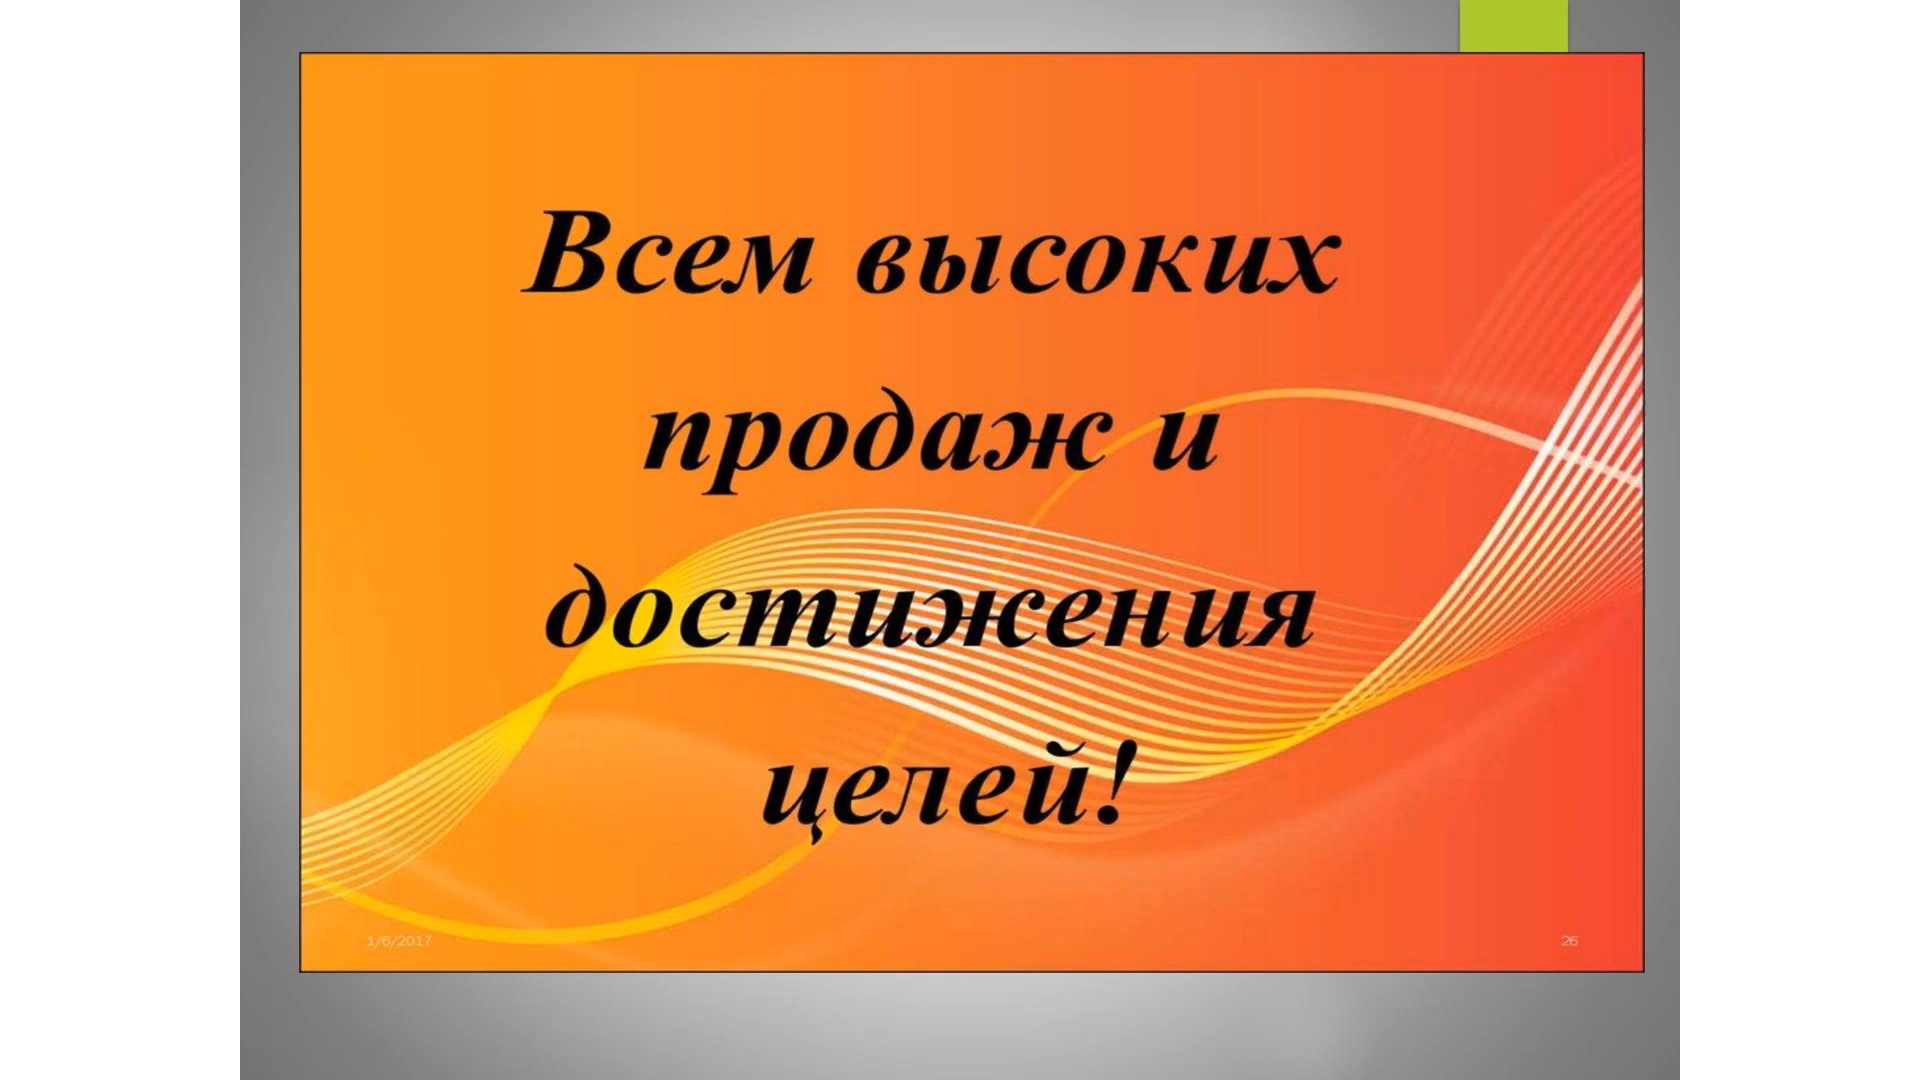 Всем высоких
продаж и
достижения
целей!
1/6/2017
26